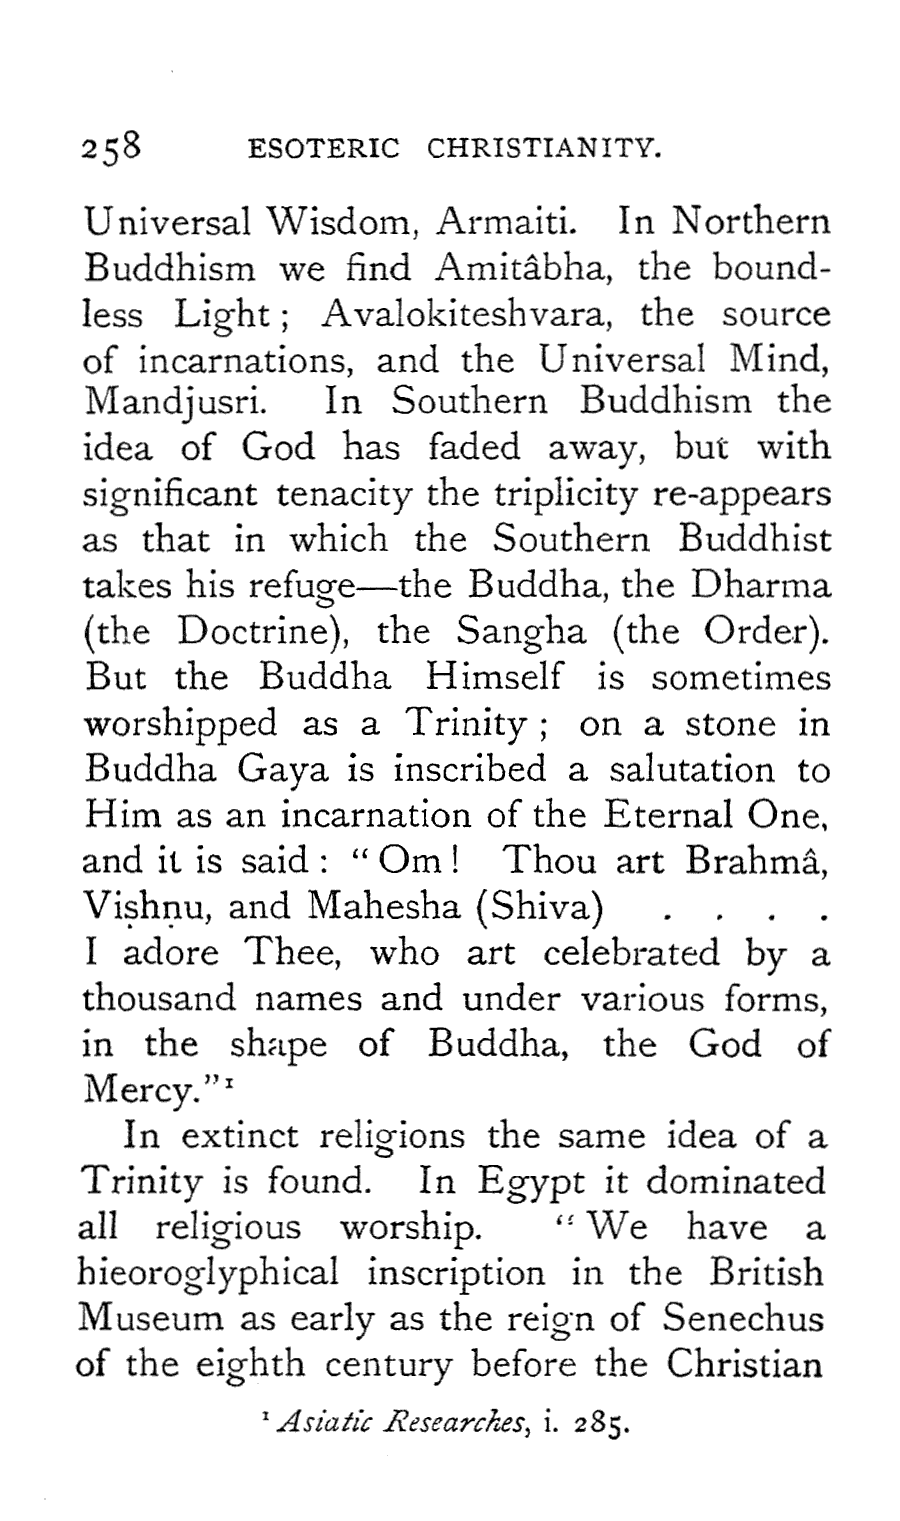 258 ESOTERIC CHRISTIANITY.
Universal Wisdom, Armaiti. In Northern
Buddhism we find Amitâbha, the bound-
less Light ; Avalokiteshvara, the source
of incarnations, and the Universal Mind,
Mandjusri. In Southern Buddhism the
idea of God has faded away, but with
significant tenacity the triplicity re-appears
as that in which the Southern Buddhist
takes his refuge—the Buddha, the Dharma
(the Doctrine), the Sangha (the Order).
But the Buddha Himself is sometimes
worshipped as a Trinity ; on a stone in
Buddha Gaya is inscribed a salutation to
Him as an incarnation of the Eternal One,
and it is said : “ Om ! Thou art Brahmâ,
Viṣhṇu, and Mahesha (Shiva) . . . .
I adore Thee, who art celebrated by a
thousand names and under various forms,
in the shape of Buddha, the God of
Mercy.”¹
In extinct religions the same idea of a
Trinity is found. In Egypt it dominated
all religious worship. “ We have a
hieoroglyphical inscription in the British
Museum as early as the reign of Senechus
of the eighth century before the Christian
¹ Asiatic Researches, i. 285.